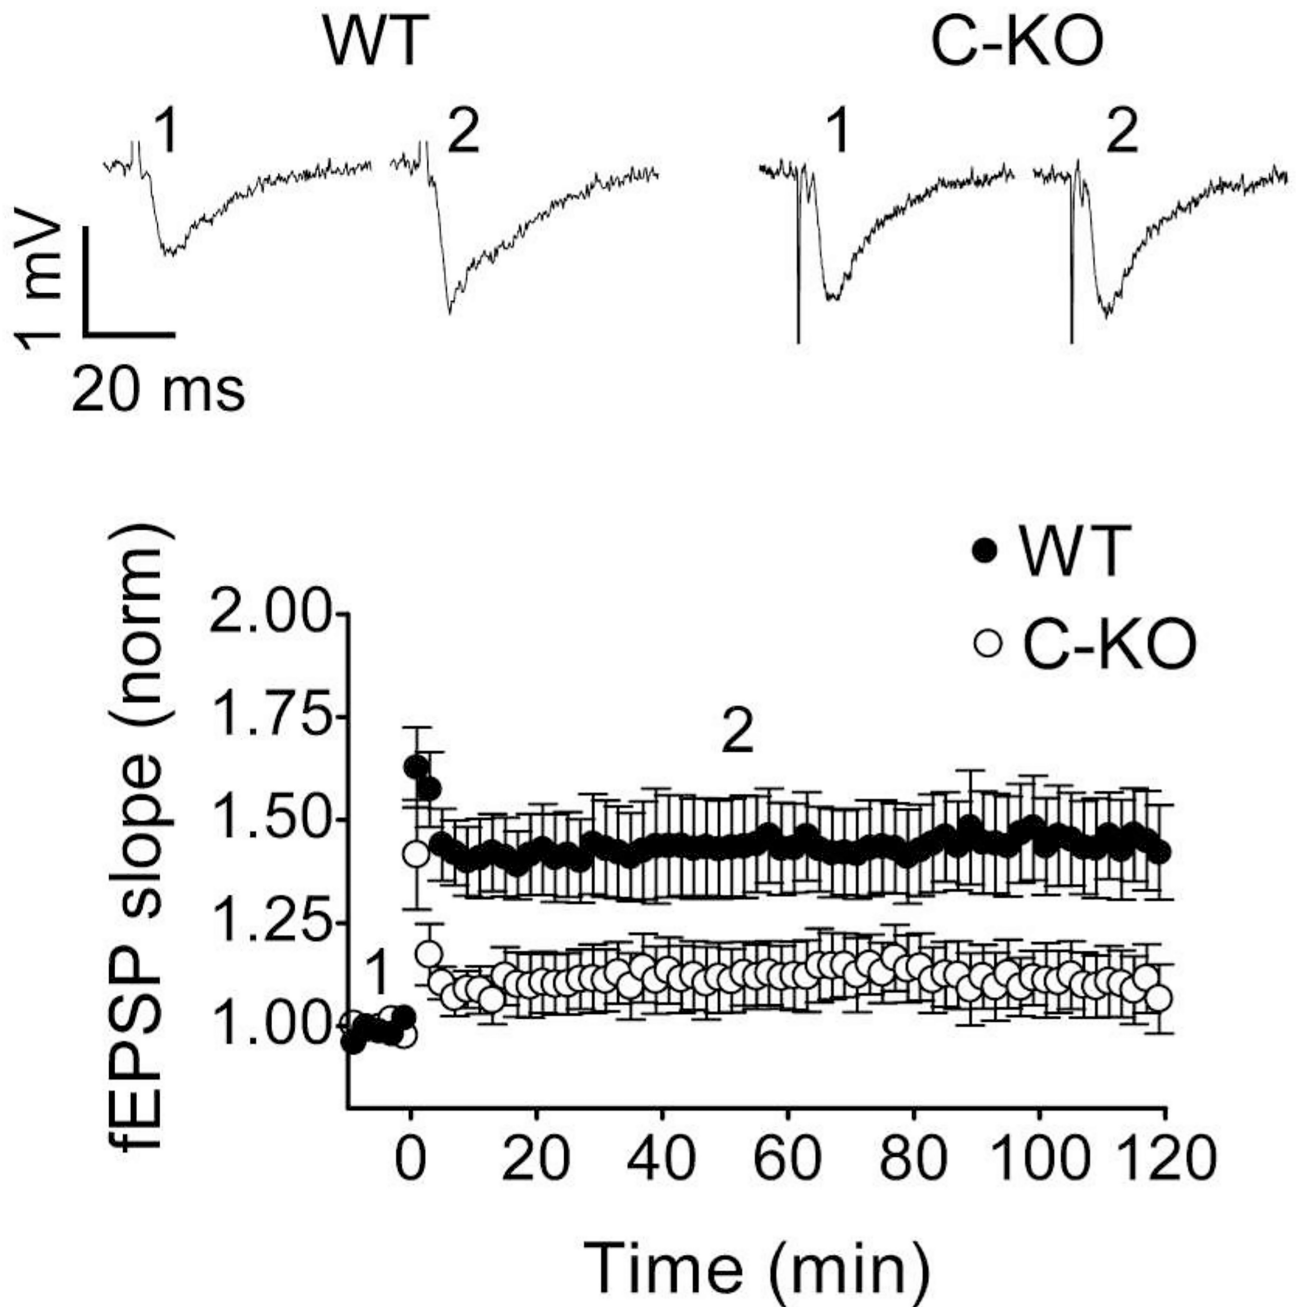 WT C-KO
1 2 1 2
1 mV
20 ms
WT
C-KO
fEPSP slope (norm)
2.00
1.75
1.50
1.25
1.00
2
1
0 20 40 60 80 100 120
Time (min)